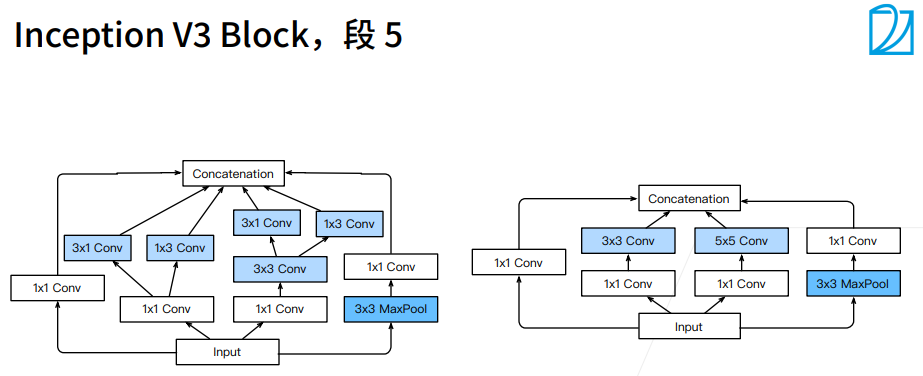 Inception V3 Block，段 5
Concatenation
3x1 Conv
1x3 Conv
3x1 Conv
1x3 Conv
3x3 Conv
1x1 Conv
1x1 Conv
1x1 Conv
1x1 Conv
3x3 MaxPool
Input
Concatenation
3x3 Conv
5x5 Conv
1x1 Conv
1x1 Conv
1x1 Conv
1x1 Conv
3x3 MaxPool
Input